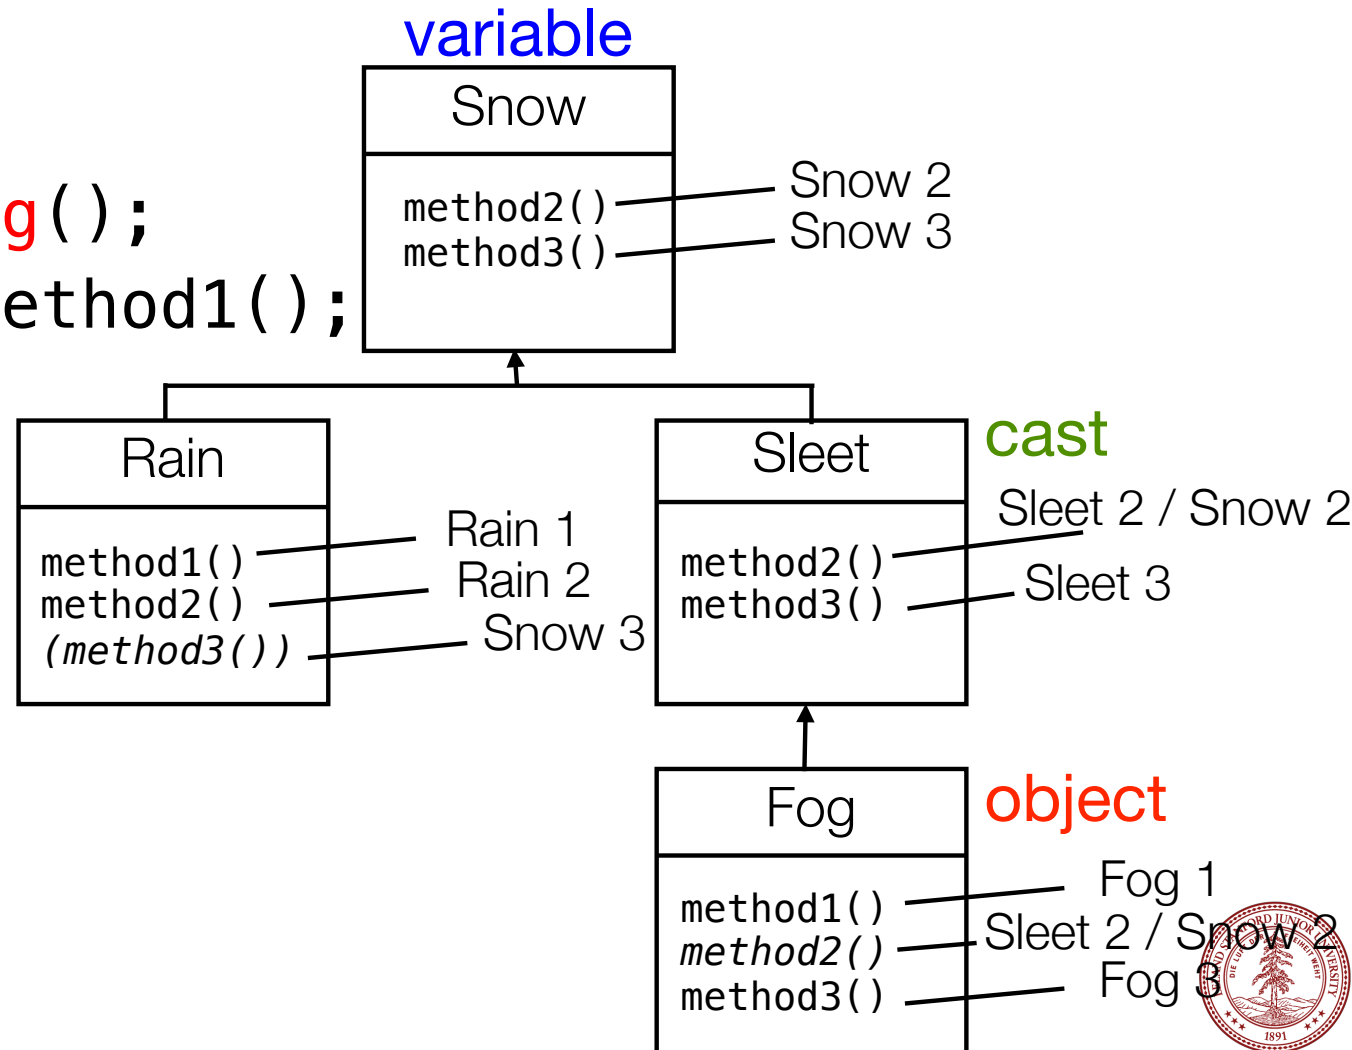 variable
Snow
method2()
method3()
Snow 2
Snow 3
g();
ethod1();
Rain
method1()
method2()
(method3())
Rain 1
Rain 2
Snow 3
Sleet
cast
method2()
method3()
Sleet 2 / Snow 2
Sleet 3
Fog
object
method1()
method2()
method3()
Fog 1
Sleet 2 / Snow 2
Fog 3
1891